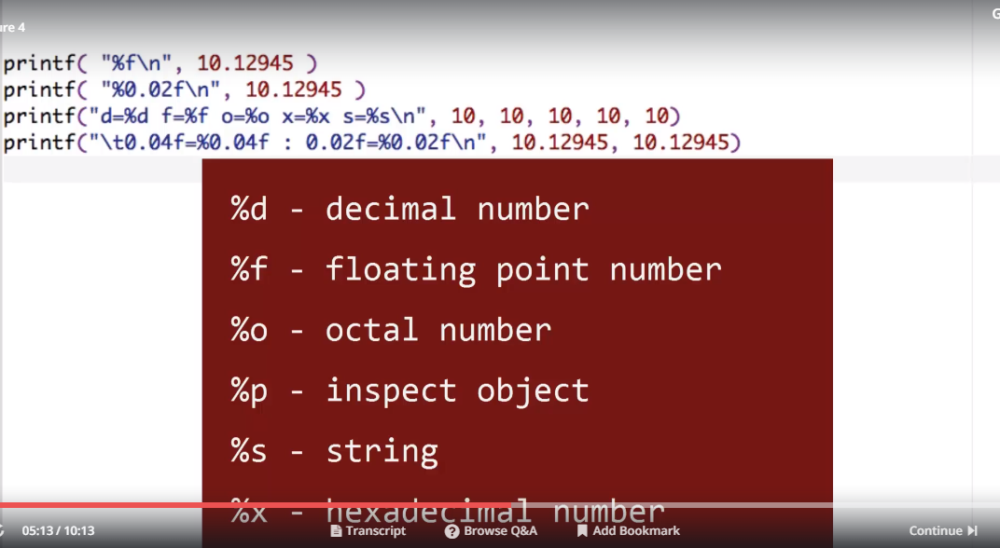 ure 4
G
printf( "%f\n", 10.12945 )
printf( "%0.02f\n", 10.12945 )
printf("d=%d f=%f o=%o x=%x s=%s\n", 10, 10, 10, 10, 10)
printf("\t0.04f=%0.04f : 0.02f=%0.02f\n", 10.12945, 10.12945)
%d - decimal number
%f - floating point number
%o - octal number
%p - inspect object
%s - string
%x - hexadecimal number
05:13 / 10:13 Transcript Browse Q&A Add Bookmark Continue